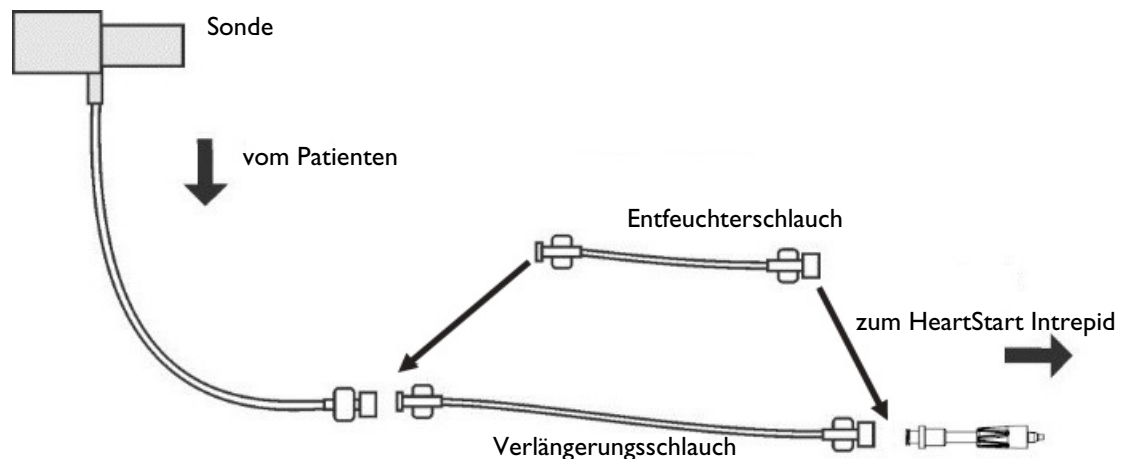 Sonde
vom Patienten
Entfeuchterschlauch
zum HeartStart Intrepid
Verlängerungsschlauch